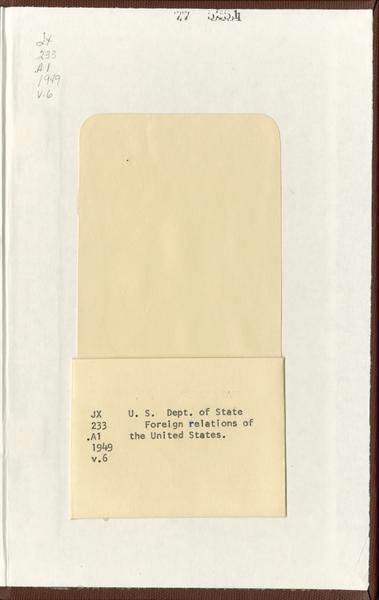 JX
233
.A1
1949
v.6
JX U. S. Dept. of State
233 Foreign relations of
.A1 the United States.
1949
v.6